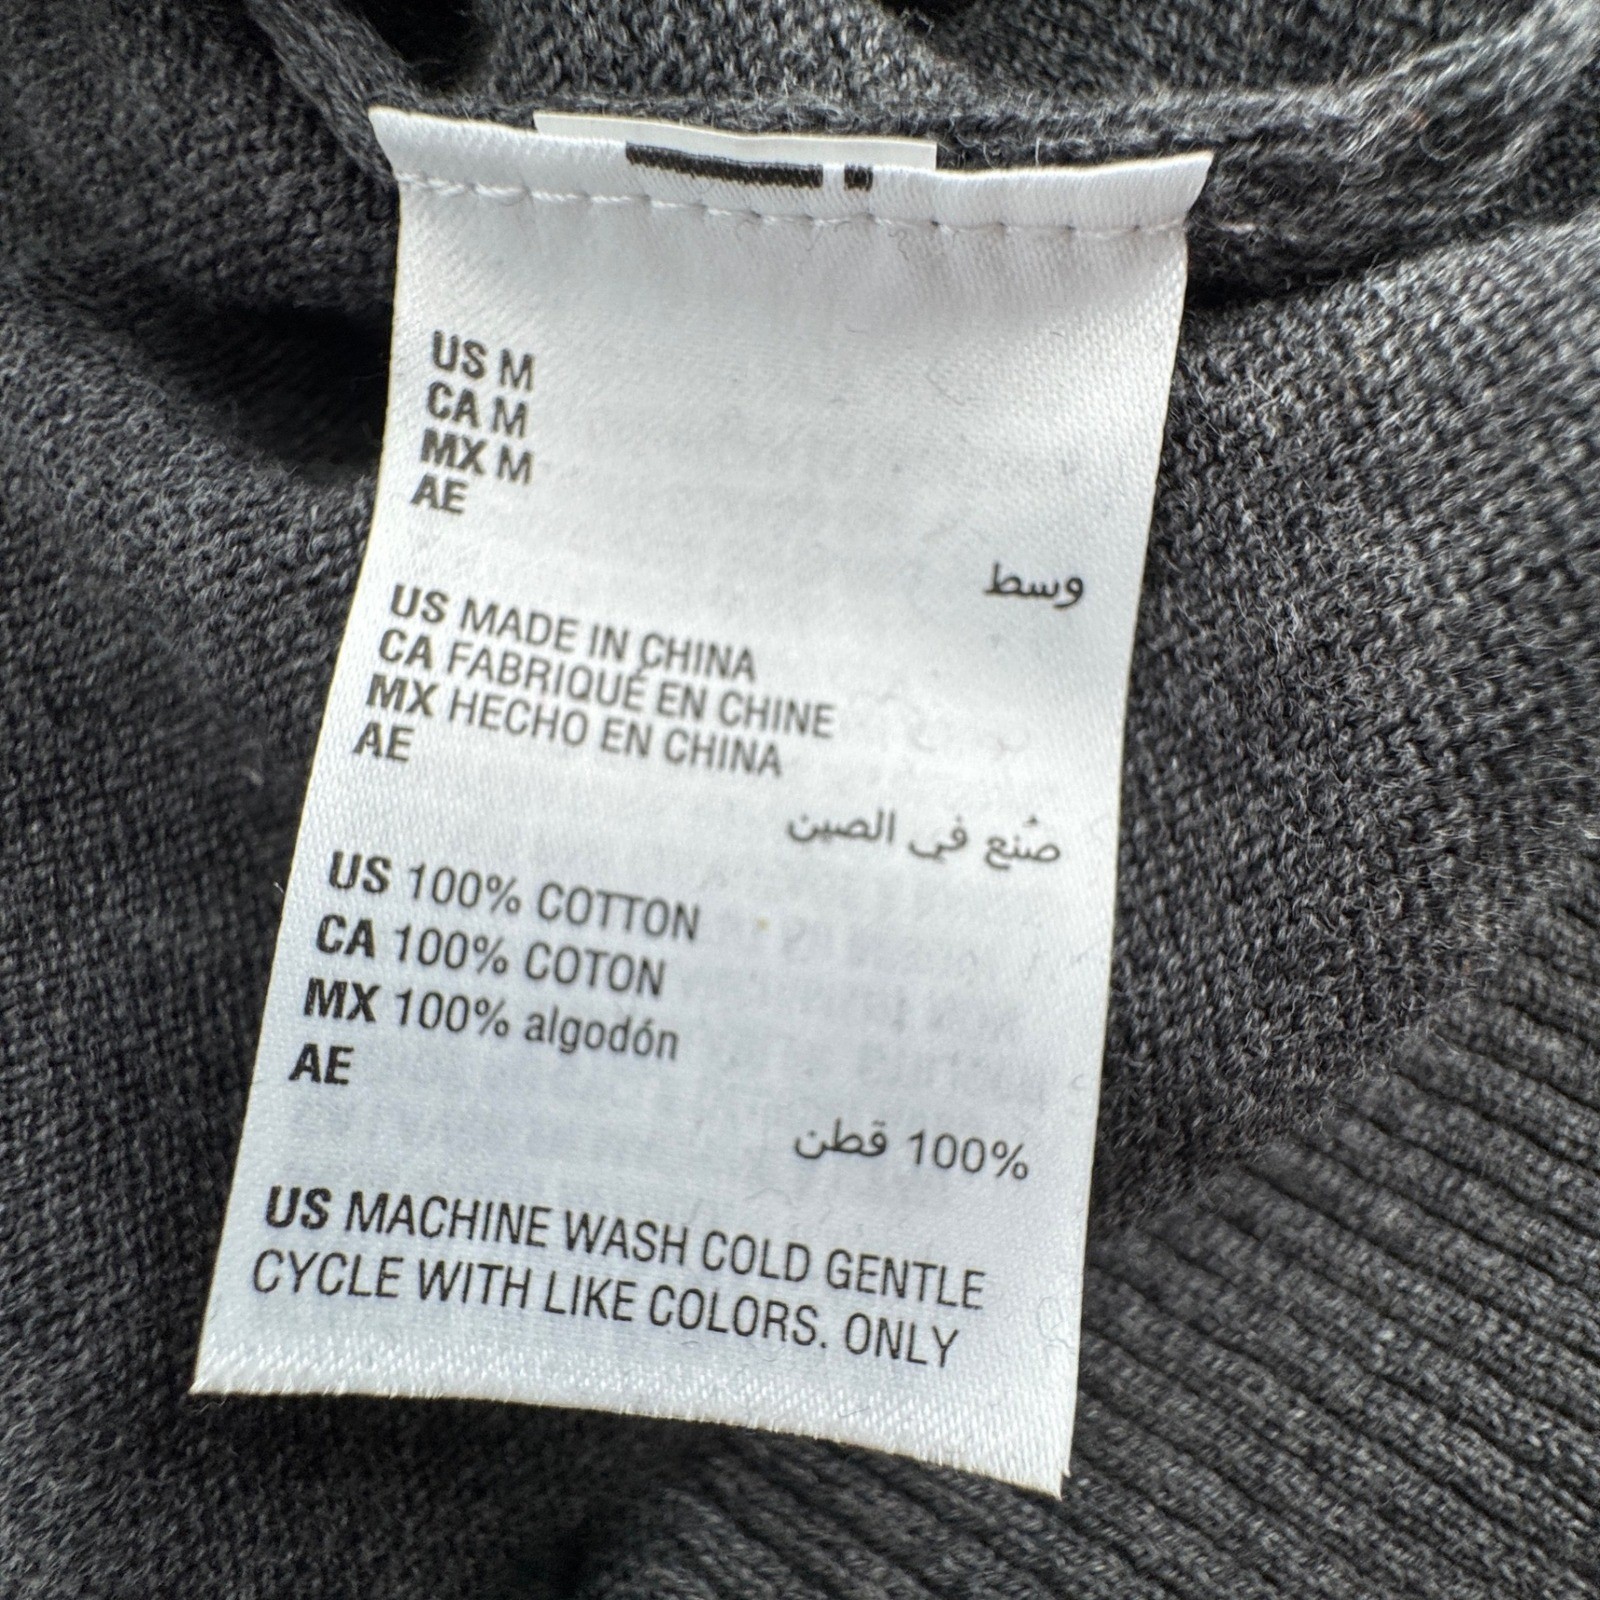 US M
CA M
MX M
AE
وسط
US MADE IN CHINA
CA FABRIQUÉ EN CHINE
MX HECHO EN CHINA
AE
صُنع في الصين
US 100% COTTON
CA 100% COTON
MX 100% algodón
AE
100% قطن
US MACHINE WASH COLD GENTLE
CYCLE WITH LIKE COLORS. ONLY